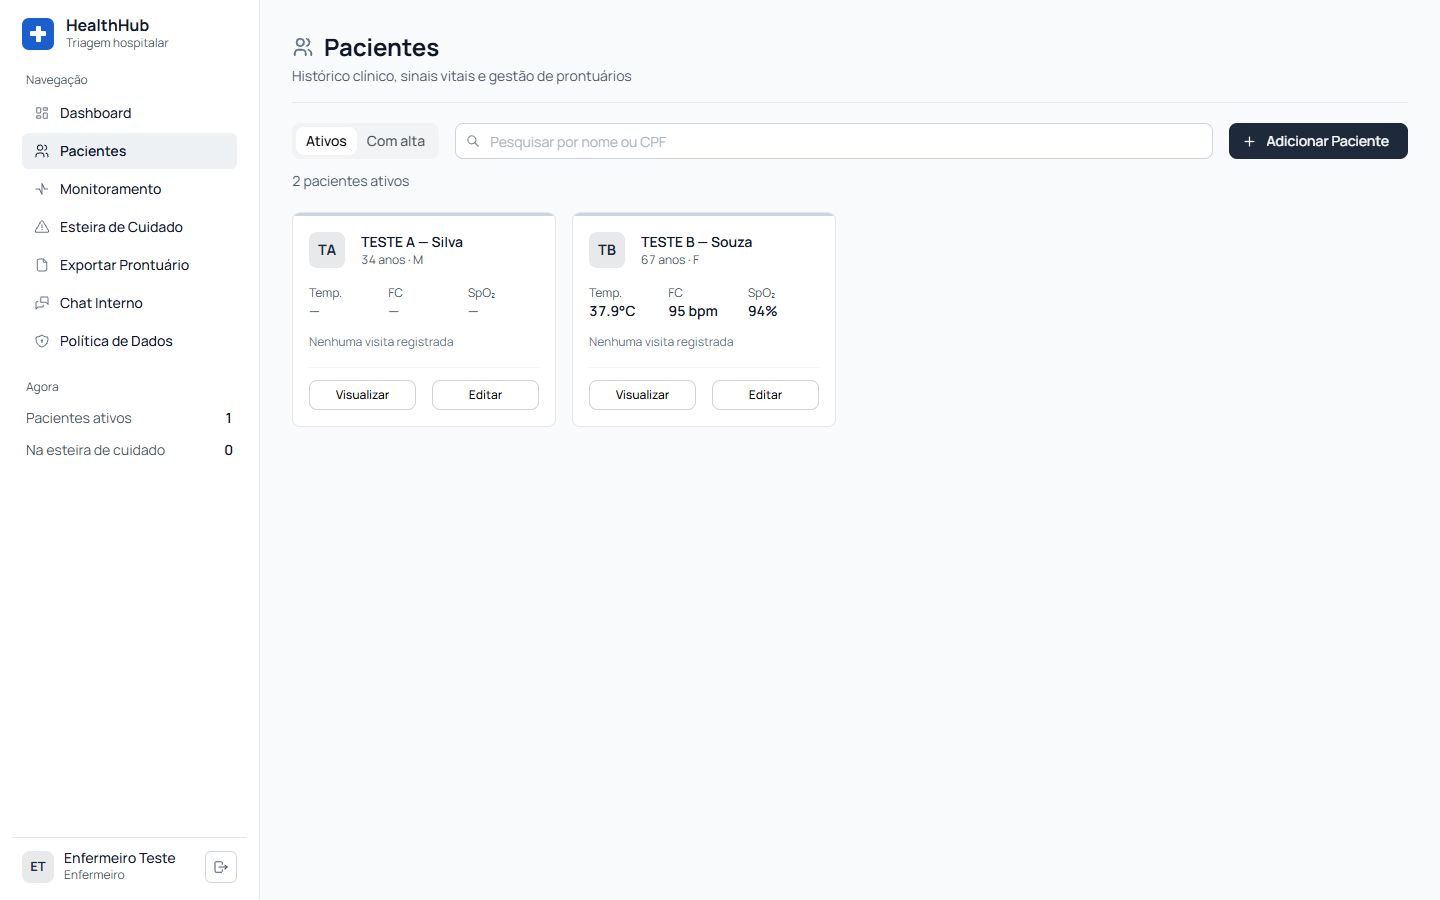 HealthHub
Triagem hospitalar
Navegação
Dashboard
Pacientes
Monitoramento
Esteira de Cuidado
Exportar Prontuário
Chat Interno
Política de Dados
Agora
Pacientes ativos 1
Na esteira de cuidado 0
ET
Enfermeiro Teste
Enfermeiro
Pacientes
Histórico clínico, sinais vitais e gestão de prontuários
Ativos Com alta
Pesquisar por nome ou CPF
+ Adicionar Paciente
2 pacientes ativos
TA
TESTE A — Silva
34 anos · M
Temp. FC SpO₂
— — —
Nenhuma visita registrada
Visualizar Editar
TB
TESTE B — Souza
67 anos · F
Temp. FC SpO₂
37.9°C 95 bpm 94%
Nenhuma visita registrada
Visualizar Editar